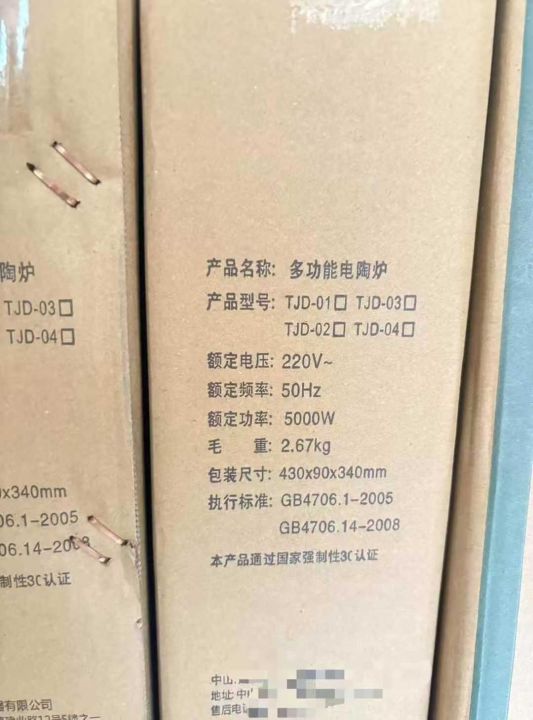 陶炉
TJD-03□
TJD-04□
0x340mm
06.1-2005
06.14-2008
制性3C认证
器有限公司
产品名称: 多功能电陶炉
产品型号: TJD-01□ TJD-03□
TJD-02□ TJD-04□
额定电压: 220V~
额定频率: 50Hz
额定功率: 5000W
毛 重: 2.67kg
包装尺寸: 430x90x340mm
执行标准: GB4706.1-2005
GB4706.14-2008
本产品通过国家强制性3C认证
中山
地址:中
售后电